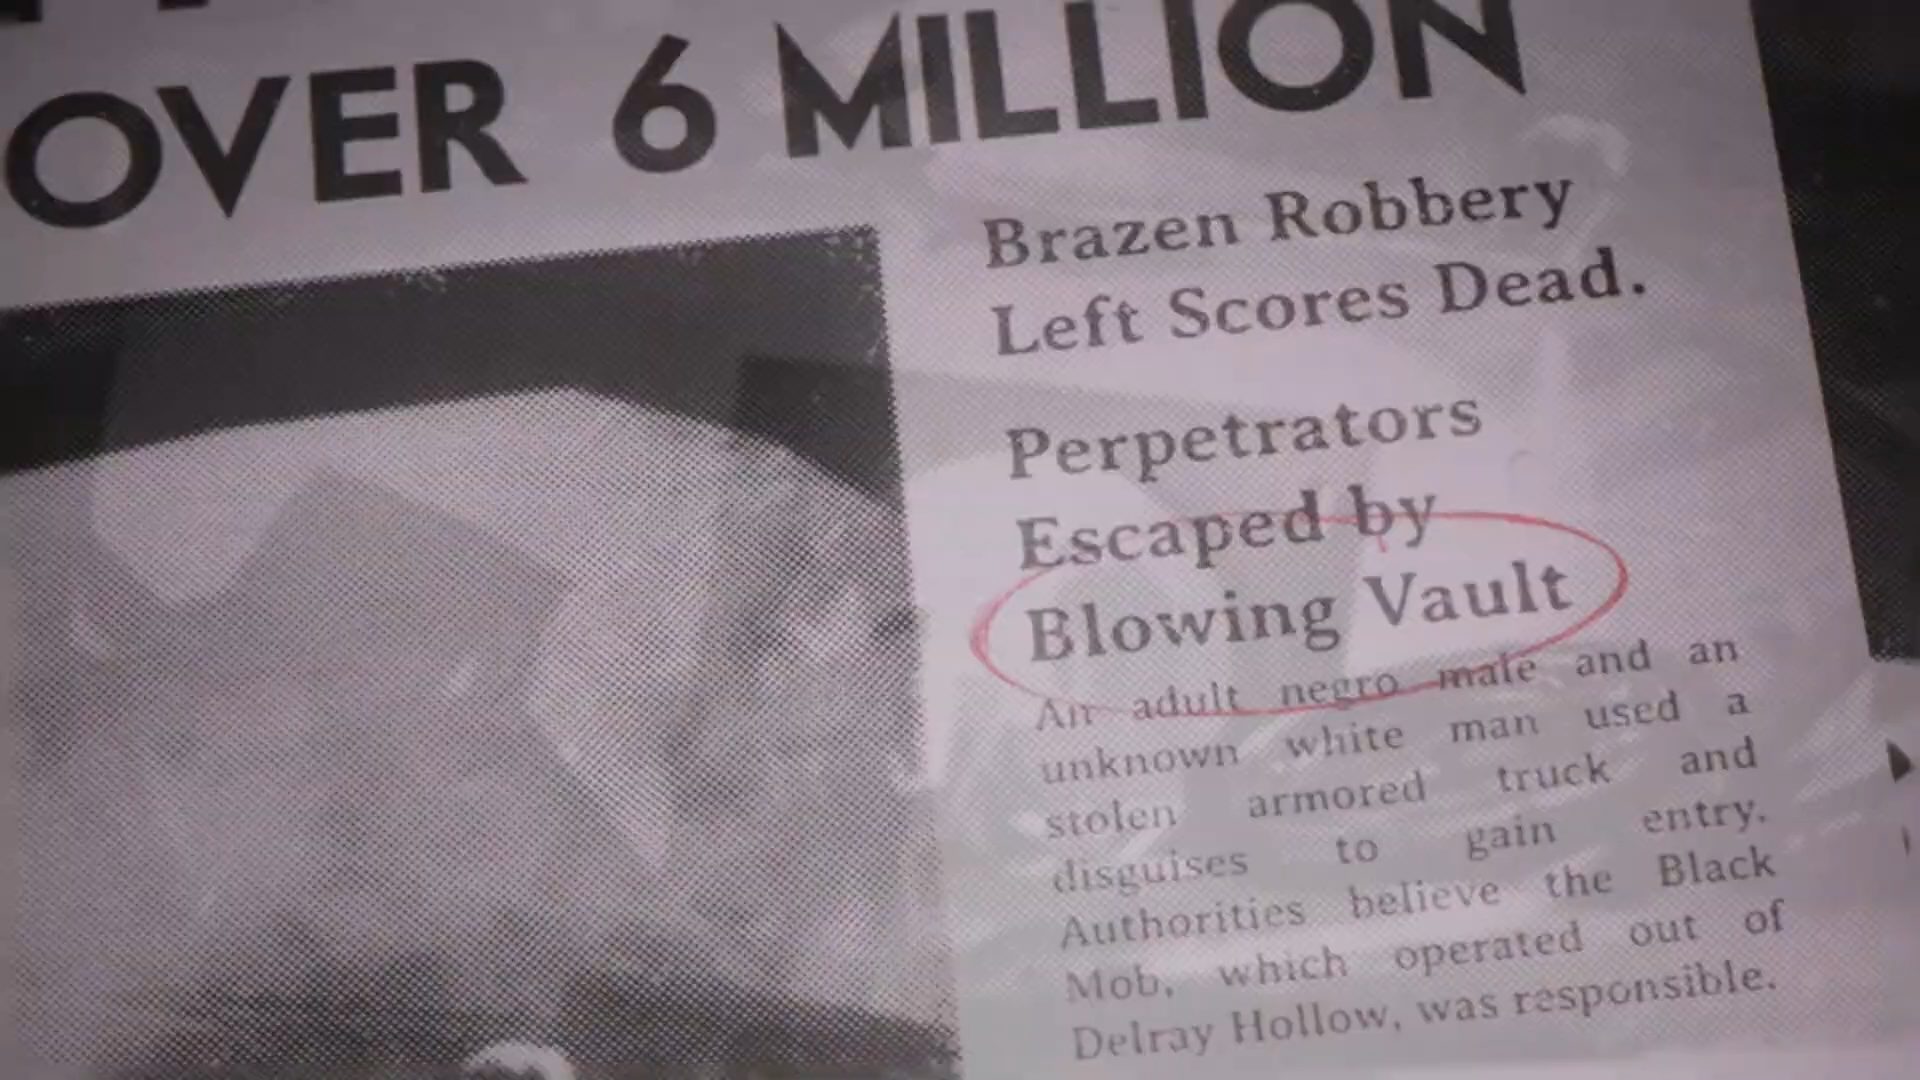 OVER 6 MILLION
Brazen Robbery
Left Scores Dead.
Perpetrators
Escaped by
Blowing Vault
An adult negro male and an
unknown white man used a
stolen armored truck and
disguises to gain entry.
Authorities believe the Black
Mob, which operated out of
Delray Hollow, was responsible.